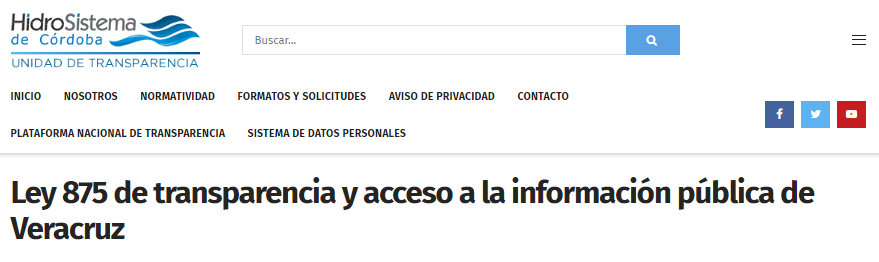 HidroSistema
de Córdoba
UNIDAD DE TRANSPARENCIA
Buscar...
INICIO NOSOTROS NORMATIVIDAD FORMATOS Y SOLICITUDES AVISO DE PRIVACIDAD CONTACTO
PLATAFORMA NACIONAL DE TRANSPARENCIA SISTEMA DE DATOS PERSONALES
Ley 875 de transparencia y acceso a la información pública de
Veracruz